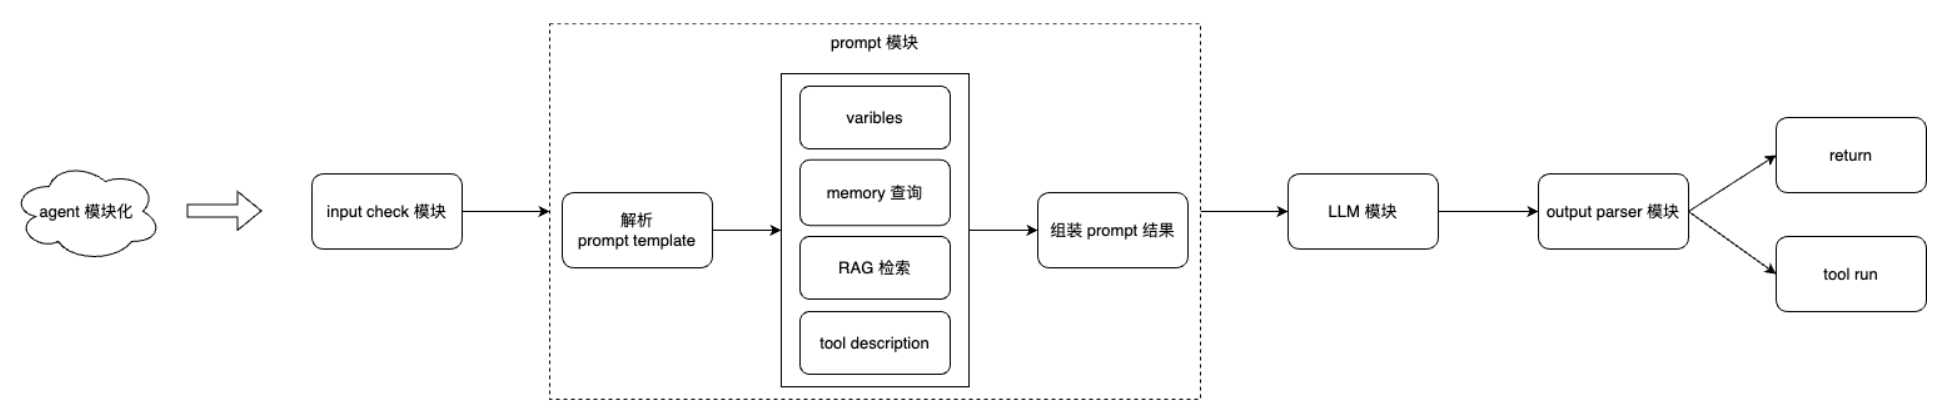 agent 模块化
input check 模块
prompt 模块
解析
prompt template
varibles
memory 查询
RAG 检索
tool description
组装 prompt 结果
LLM 模块
output parser 模块
return
tool run